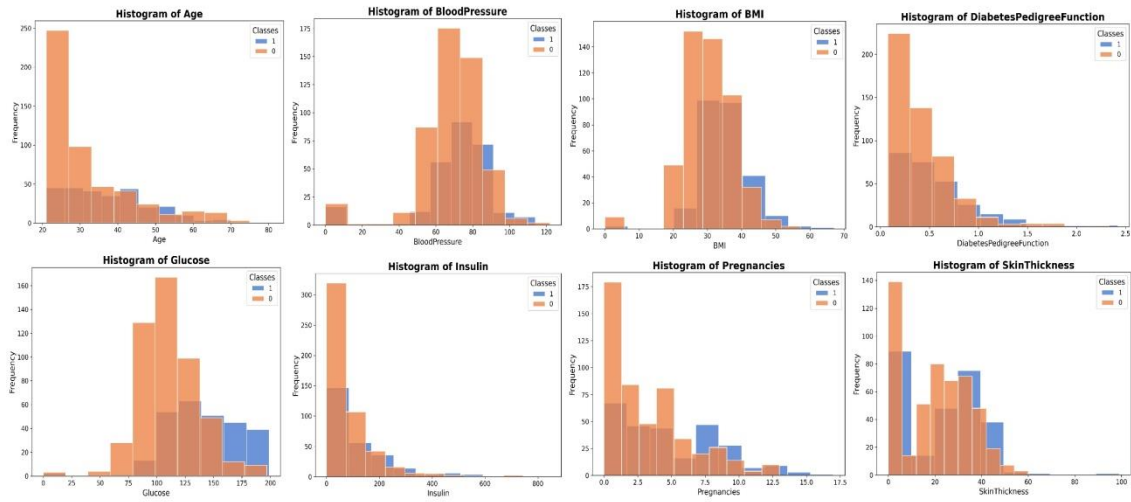 Histogram of Age
Classes
1
0
Frequency
250
200
150
100
50
0
20 30 40 50 60 70 80
Age
Histogram of BloodPressure
Classes
1
0
Frequency
175
150
125
100
75
50
25
0
0 20 40 60 80 100 120
BloodPressure
Histogram of BMI
Classes
1
0
Frequency
140
120
100
80
60
40
20
0
0 10 20 30 40 50 60 70
BMI
Histogram of DiabetesPedigreeFunction
Classes
1
0
Frequency
200
150
100
50
0
0.0 0.5 1.0 1.5 2.0 2.5
DiabetesPedigreeFunction
Histogram of Glucose
Classes
1
0
Frequency
160
140
120
100
80
60
40
20
0
0 25 50 75 100 125 150 175 200
Glucose
Histogram of Insulin
Classes
1
0
Frequency
300
250
200
150
100
50
0
0 200 400 600 800
Insulin
Histogram of Pregnancies
Classes
1
0
Frequency
175
150
125
100
75
50
25
0
0.0 2.5 5.0 7.5 10.0 12.5 15.0 17.5
Pregnancies
Histogram of SkinThickness
Classes
1
0
Frequency
140
120
100
80
60
40
20
0
0 20 40 60 80 100
SkinThickness